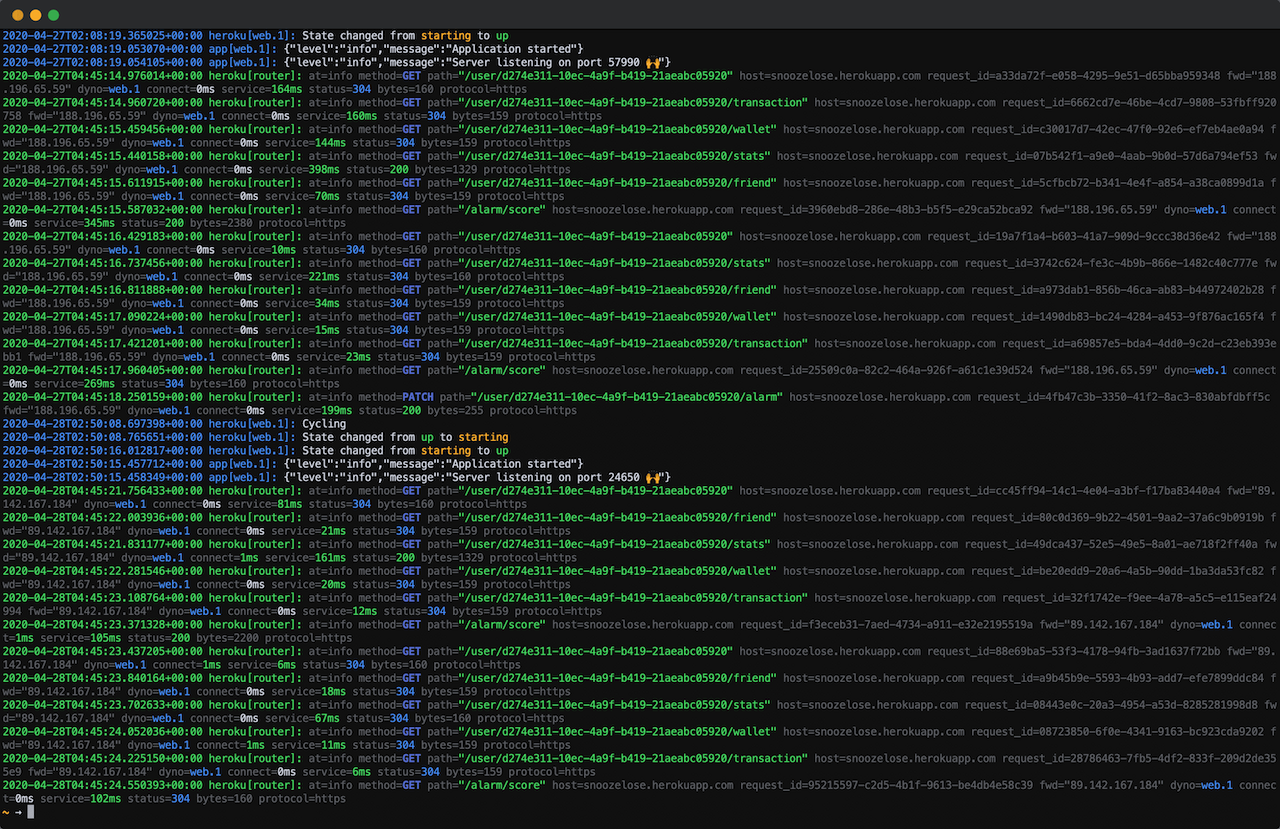 2020-04-27T02:08:19.365025+00:00 heroku[web.1]: State changed from starting to up
2020-04-27T02:08:19.053070+00:00 app[web.1]: {"level":"info","message":"Application started"}
2020-04-27T02:08:19.054105+00:00 app[web.1]: {"level":"info","message":"Server listening on port 57990 🙌"}
2020-04-27T04:45:14.976014+00:00 heroku[router]: at=info method=GET path="/user/d274e311-10ec-4a9f-b419-21aeabc05920" host=snoozelose.herokuapp.com request_id=a33da72f-e058-4295-9e51-d65bba959348 fwd="188
.196.65.59" dyno=web.1 connect=0ms service=164ms status=304 bytes=160 protocol=https
2020-04-27T04:45:14.960720+00:00 heroku[router]: at=info method=GET path="/user/d274e311-10ec-4a9f-b419-21aeabc05920/transaction" host=snoozelose.herokuapp.com request_id=6662cd7e-46be-4cd7-9808-53fbff920
758 fwd="188.196.65.59" dyno=web.1 connect=0ms service=160ms status=304 bytes=159 protocol=https
2020-04-27T04:45:15.459456+00:00 heroku[router]: at=info method=GET path="/user/d274e311-10ec-4a9f-b419-21aeabc05920/wallet" host=snoozelose.herokuapp.com request_id=c30017d7-42ec-47f0-92e6-ef7eb4ae0a94 f
wd="188.196.65.59" dyno=web.1 connect=0ms service=144ms status=304 bytes=159 protocol=https
2020-04-27T04:45:15.440158+00:00 heroku[router]: at=info method=GET path="/user/d274e311-10ec-4a9f-b419-21aeabc05920/stats" host=snoozelose.herokuapp.com request_id=07b542f1-a9e0-4aab-9b0d-57d6a794ef53 fw
d="188.196.65.59" dyno=web.1 connect=0ms service=398ms status=200 bytes=1329 protocol=https
2020-04-27T04:45:15.611915+00:00 heroku[router]: at=info method=GET path="/user/d274e311-10ec-4a9f-b419-21aeabc05920/friend" host=snoozelose.herokuapp.com request_id=5cfbcb72-b341-4e4f-a854-a38ca0899d1a f
wd="188.196.65.59" dyno=web.1 connect=0ms service=70ms status=304 bytes=159 protocol=https
2020-04-27T04:45:15.587032+00:00 heroku[router]: at=info method=GET path="/alarm/score" host=snoozelose.herokuapp.com request_id=3960ebd8-286e-48b3-b5f5-e29ca52bca92 fwd="188.196.65.59" dyno=web.1 connect
=0ms service=345ms status=200 bytes=2380 protocol=https
2020-04-27T04:45:16.429183+00:00 heroku[router]: at=info method=GET path="/user/d274e311-10ec-4a9f-b419-21aeabc05920" host=snoozelose.herokuapp.com request_id=19a7f1a4-b603-41a7-909d-9ccc38d36e42 fwd="188
.196.65.59" dyno=web.1 connect=0ms service=10ms status=304 bytes=160 protocol=https
2020-04-27T04:45:16.737456+00:00 heroku[router]: at=info method=GET path="/user/d274e311-10ec-4a9f-b419-21aeabc05920/stats" host=snoozelose.herokuapp.com request_id=3742c624-fe3c-4b9b-866e-1482c40c777e fw
d="188.196.65.59" dyno=web.1 connect=0ms service=221ms status=304 bytes=160 protocol=https
2020-04-27T04:45:16.811888+00:00 heroku[router]: at=info method=GET path="/user/d274e311-10ec-4a9f-b419-21aeabc05920/friend" host=snoozelose.herokuapp.com request_id=a973dab1-856b-46ca-ab83-b44972402b28 f
wd="188.196.65.59" dyno=web.1 connect=0ms service=34ms status=304 bytes=159 protocol=https
2020-04-27T04:45:17.090224+00:00 heroku[router]: at=info method=GET path="/user/d274e311-10ec-4a9f-b419-21aeabc05920/wallet" host=snoozelose.herokuapp.com request_id=1490db83-bc24-4284-a453-9f876ac165f4 f
wd="188.196.65.59" dyno=web.1 connect=0ms service=15ms status=304 bytes=159 protocol=https
2020-04-27T04:45:17.421201+00:00 heroku[router]: at=info method=GET path="/user/d274e311-10ec-4a9f-b419-21aeabc05920/transaction" host=snoozelose.herokuapp.com request_id=a69857e5-bda4-4dd0-9c2d-c23eb393e
bb1 fwd="188.196.65.59" dyno=web.1 connect=0ms service=23ms status=304 bytes=159 protocol=https
2020-04-27T04:45:17.960405+00:00 heroku[router]: at=info method=GET path="/alarm/score" host=snoozelose.herokuapp.com request_id=25509c0a-82c2-464a-926f-a61c1e39d524 fwd="188.196.65.59" dyno=web.1 connect
=0ms service=269ms status=304 bytes=160 protocol=https
2020-04-27T04:45:18.250159+00:00 heroku[router]: at=info method=PATCH path="/user/d274e311-10ec-4a9f-b419-21aeabc05920/alarm" host=snoozelose.herokuapp.com request_id=4fb47c3b-3350-41f2-8ac3-830abfdbff5c
fwd="188.196.65.59" dyno=web.1 connect=0ms service=199ms status=200 bytes=255 protocol=https
2020-04-28T02:50:08.697398+00:00 heroku[web.1]: Cycling
2020-04-28T02:50:08.765651+00:00 heroku[web.1]: State changed from up to starting
2020-04-28T02:50:16.012817+00:00 heroku[web.1]: State changed from starting to up
2020-04-28T02:50:15.457712+00:00 app[web.1]: {"level":"info","message":"Application started"}
2020-04-28T02:50:15.458349+00:00 app[web.1]: {"level":"info","message":"Server listening on port 24650 🙌"}
2020-04-28T04:45:21.756433+00:00 heroku[router]: at=info method=GET path="/user/d274e311-10ec-4a9f-b419-21aeabc05920" host=snoozelose.herokuapp.com request_id=cc45ff94-14c1-4e04-a3bf-f17ba83440a4 fwd="89.
142.167.184" dyno=web.1 connect=0ms service=81ms status=304 bytes=160 protocol=https
2020-04-28T04:45:22.003936+00:00 heroku[router]: at=info method=GET path="/user/d274e311-10ec-4a9f-b419-21aeabc05920/friend" host=snoozelose.herokuapp.com request_id=80c0d369-9b22-4501-9aa2-37a6c9b0919b f
wd="89.142.167.184" dyno=web.1 connect=0ms service=21ms status=304 bytes=159 protocol=https
2020-04-28T04:45:21.831177+00:00 heroku[router]: at=info method=GET path="/user/d274e311-10ec-4a9f-b419-21aeabc05920/stats" host=snoozelose.herokuapp.com request_id=49dca437-52e5-49e5-8a01-ae718f2ff40a fw
d="89.142.167.184" dyno=web.1 connect=1ms service=161ms status=200 bytes=1329 protocol=https
2020-04-28T04:45:22.281546+00:00 heroku[router]: at=info method=GET path="/user/d274e311-10ec-4a9f-b419-21aeabc05920/wallet" host=snoozelose.herokuapp.com request_id=be20edd9-20a6-4a5b-90dd-1ba3da53fc82 f
wd="89.142.167.184" dyno=web.1 connect=0ms service=20ms status=304 bytes=159 protocol=https
2020-04-28T04:45:23.108764+00:00 heroku[router]: at=info method=GET path="/user/d274e311-10ec-4a9f-b419-21aeabc05920/transaction" host=snoozelose.herokuapp.com request_id=32f1742e-f9ee-4a78-a5c5-e115eaf24
994 fwd="89.142.167.184" dyno=web.1 connect=0ms service=12ms status=304 bytes=159 protocol=https
2020-04-28T04:45:23.371328+00:00 heroku[router]: at=info method=GET path="/alarm/score" host=snoozelose.herokuapp.com request_id=f3eceb31-7aed-4734-a911-e32e2195519a fwd="89.142.167.184" dyno=web.1 connec
t=1ms service=105ms status=200 bytes=2200 protocol=https
2020-04-28T04:45:23.437205+00:00 heroku[router]: at=info method=GET path="/user/d274e311-10ec-4a9f-b419-21aeabc05920" host=snoozelose.herokuapp.com request_id=88e69ba5-53f3-4178-94fb-3ad1637f72bb fwd="89.
142.167.184" dyno=web.1 connect=1ms service=6ms status=304 bytes=160 protocol=https
2020-04-28T04:45:23.840164+00:00 heroku[router]: at=info method=GET path="/user/d274e311-10ec-4a9f-b419-21aeabc05920/friend" host=snoozelose.herokuapp.com request_id=a9b45b9e-5593-4b93-add7-efe7899ddc84 f
wd="89.142.167.184" dyno=web.1 connect=0ms service=18ms status=304 bytes=159 protocol=https
2020-04-28T04:45:23.702633+00:00 heroku[router]: at=info method=GET path="/user/d274e311-10ec-4a9f-b419-21aeabc05920/stats" host=snoozelose.herokuapp.com request_id=08443e0c-20a3-4954-a53d-8285281998d8 fw
d="89.142.167.184" dyno=web.1 connect=0ms service=67ms status=304 bytes=160 protocol=https
2020-04-28T04:45:24.052036+00:00 heroku[router]: at=info method=GET path="/user/d274e311-10ec-4a9f-b419-21aeabc05920/wallet" host=snoozelose.herokuapp.com request_id=08723850-6f0e-4341-9163-bc923cda9202 f
wd="89.142.167.184" dyno=web.1 connect=1ms service=11ms status=304 bytes=159 protocol=https
2020-04-28T04:45:24.225150+00:00 heroku[router]: at=info method=GET path="/user/d274e311-10ec-4a9f-b419-21aeabc05920/transaction" host=snoozelose.herokuapp.com request_id=28786463-7fb5-4df2-833f-209d2de35
5e9 fwd="89.142.167.184" dyno=web.1 connect=0ms service=6ms status=304 bytes=159 protocol=https
2020-04-28T04:45:24.550393+00:00 heroku[router]: at=info method=GET path="/alarm/score" host=snoozelose.herokuapp.com request_id=95215597-c2d5-4b1f-9613-be4db4e58c39 fwd="89.142.167.184" dyno=web.1 connec
t=0ms service=102ms status=304 bytes=160 protocol=https
~ →